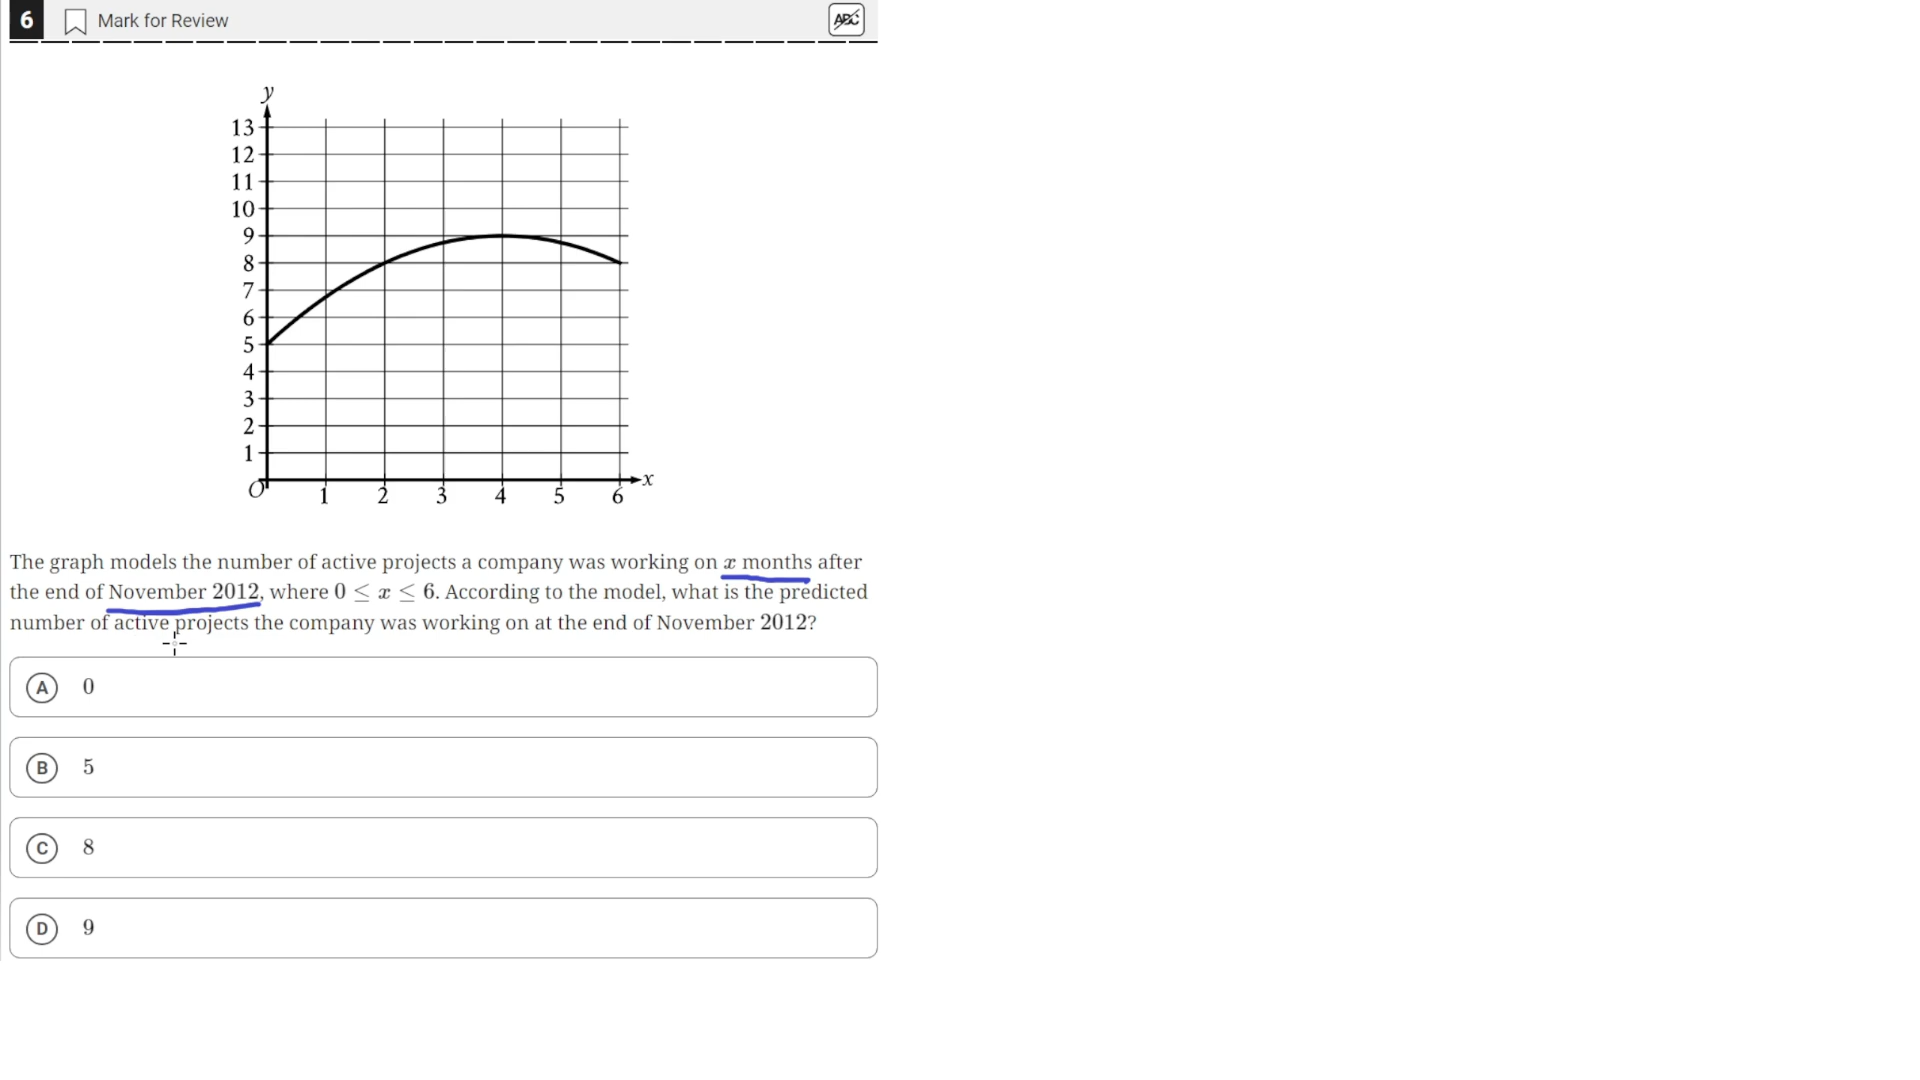 6 Mark for Review ABC
y
13
12
11
10
9
8
7
6
5
4
3
2
1
O 1 2 3 4 5 6 x
The graph models the number of active projects a company was working on x months after
the end of November 2012, where 0 ≤ x ≤ 6. According to the model, what is the predicted
number of active projects the company was working on at the end of November 2012?
A 0
B 5
C 8
D 9